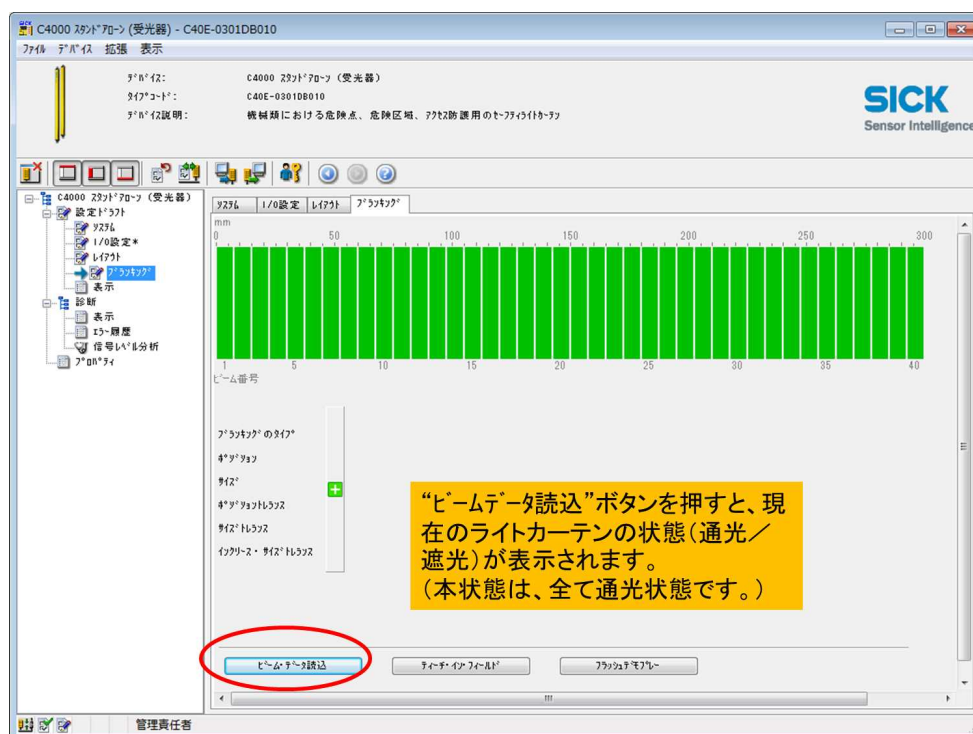 C4000 ｽﾀﾝﾄﾞｱﾛｰﾝ (受光器) - C40E-0301DB010
ﾌｧｲﾙ ﾃﾞﾊﾞｲｽ 拡張 表示
ﾃﾞﾊﾞｲｽ: C4000 ｽﾀﾝﾄﾞｱﾛｰﾝ (受光器)
ﾀｲﾌﾟｺｰﾄﾞ: C40E-0301DB010
ﾃﾞﾊﾞｲｽ説明: 機械類における危険点、危険区域、ｱｸｾｽ防護用のｾｰﾌﾃｨﾗｲﾄｶｰﾃﾝ
SICK
Sensor Intelligence
C4000 ｽﾀﾝﾄﾞｱﾛｰﾝ (受光器)
設定ﾄﾞﾗﾌﾄ
ｼｽﾃﾑ
I/O設定*
ﾚｲｱｳﾄ
ﾌﾞﾗﾝｷﾝｸﾞ
表示
診断
表示
ｴﾗｰ履歴
信号ﾚﾍﾞﾙ分析
ﾌﾟﾛﾊﾟﾃｨ
ｼｽﾃﾑ I/O設定 ﾚｲｱｳﾄ ﾌﾞﾗﾝｷﾝｸﾞ
mm
0 50 100 150 200 250 300
1 5 10 15 20 25 30 35 40
ﾋﾞｰﾑ番号
ﾌﾞﾗﾝｷﾝｸﾞのﾀｲﾌﾟ
ﾎﾟｼﾞｼｮﾝ
ｻｲｽﾞ
ﾎﾟｼﾞｼｮﾝﾄﾚﾗﾝｽ
ｻｲｽﾞﾄﾚﾗﾝｽ
ｲﾝｸﾘｰｽ・ ｻｲｽﾞﾄﾚﾗﾝｽ
“ﾋﾞｰﾑﾃﾞｰﾀ読込”ボタンを押すと、現
在のライトカーテンの状態(通光／
遮光)が表示されます。
(本状態は、全て通光状態です。)
ﾋﾞｰﾑ・ﾃﾞｰﾀ読込 ﾃｨｰﾁ・ｲﾝ・ﾌｨｰﾙﾄﾞ ﾌﾗｯｼｭﾃﾞﾓﾌﾟﾚｰ
管理責任者